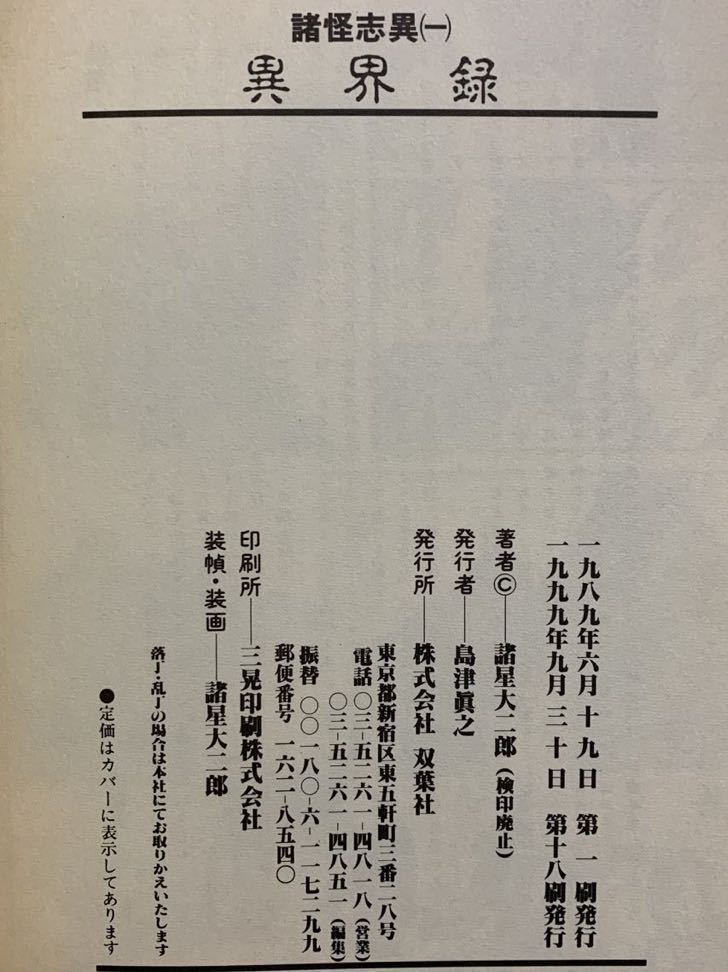 諸怪志異(一)
異界録
一九八九年六月十九日 第一刷発行
一九九九年九月三十日 第十八刷発行
著者©――諸星大二郎(検印廃止)
発行者――島津眞之
発行所――株式会社 双葉社
東京都新宿区東五軒町三番二八号
電話 〇三-五二六一-四八一八(営業)
〇三-五二六一-四八五一(編集)
振替 〇〇一八〇-六-一一七二九九
郵便番号 一六二-八五四〇
印刷所――三晃印刷株式会社
装幀・装画――諸星大二郎
落丁・乱丁の場合は本社にてお取りかえいたします
●定価はカバーに表示してあります